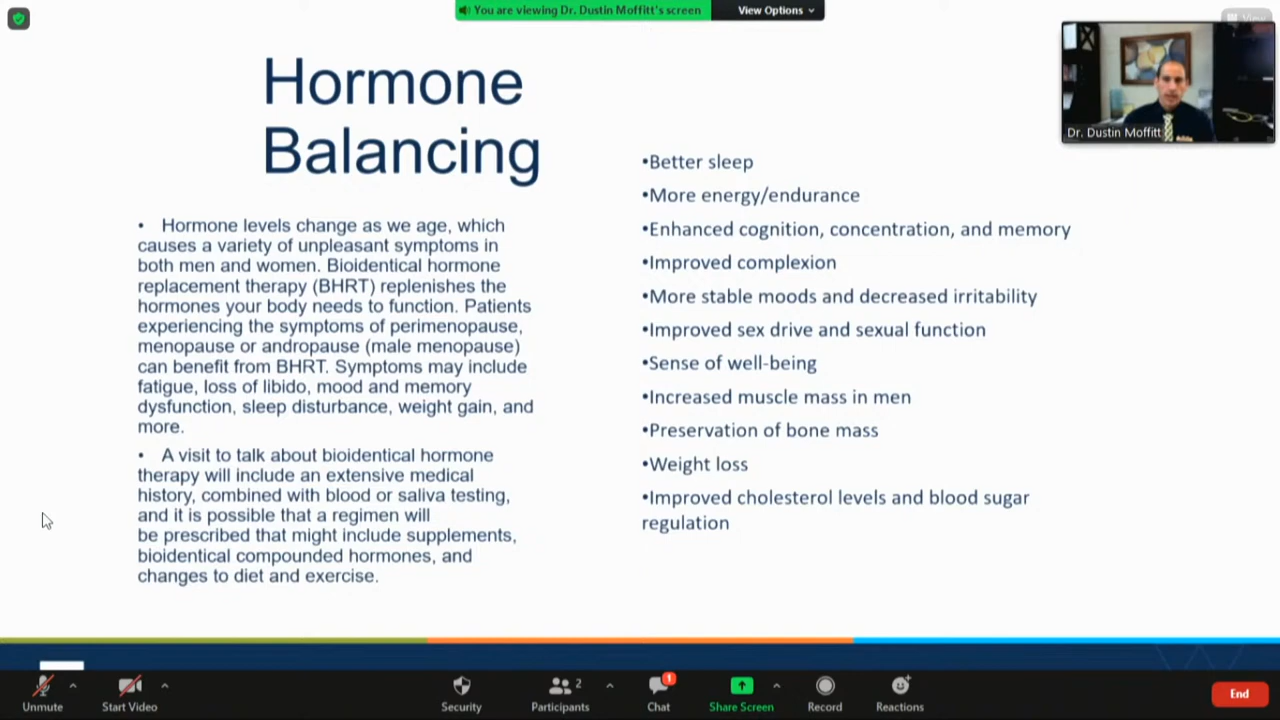 You are viewing Dr. Dustin Moffitt's screen
View Options
View
Dr. Dustin Moffitt
Hormone
Balancing
• Hormone levels change as we age, which
causes a variety of unpleasant symptoms in
both men and women. Bioidentical hormone
replacement therapy (BHRT) replenishes the
hormones your body needs to function. Patients
experiencing the symptoms of perimenopause,
menopause or andropause (male menopause)
can benefit from BHRT. Symptoms may include
fatigue, loss of libido, mood and memory
dysfunction, sleep disturbance, weight gain, and
more.
• A visit to talk about bioidentical hormone
therapy will include an extensive medical
history, combined with blood or saliva testing,
and it is possible that a regimen will
be prescribed that might include supplements,
bioidentical compounded hormones, and
changes to diet and exercise.
•Better sleep
•More energy/endurance
•Enhanced cognition, concentration, and memory
•Improved complexion
•More stable moods and decreased irritability
•Improved sex drive and sexual function
•Sense of well-being
•Increased muscle mass in men
•Preservation of bone mass
•Weight loss
•Improved cholesterol levels and blood sugar
regulation
Unmute
Start Video
Security
2
Participants
1
Chat
Share Screen
Record
Reactions
End